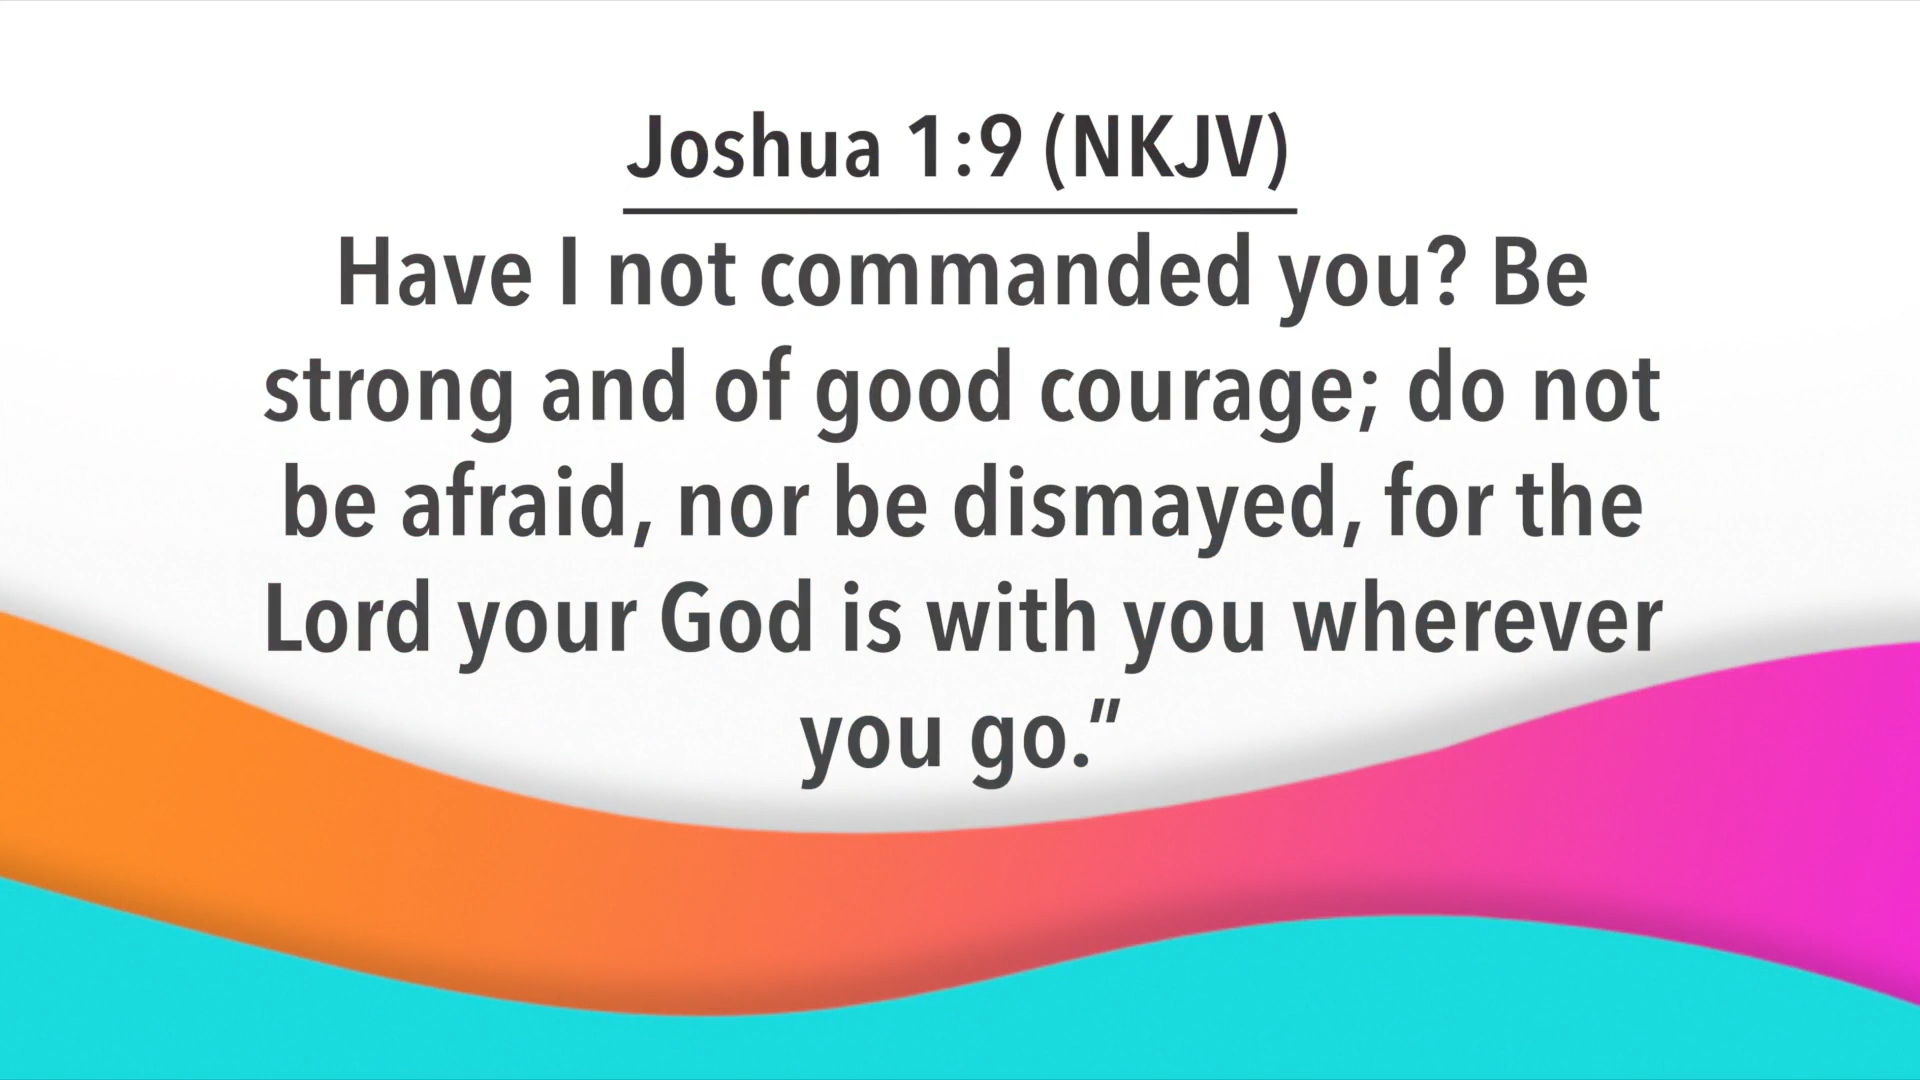 Joshua 1:9 (NKJV)
Have I not commanded you? Be
strong and of good courage; do not
be afraid, nor be dismayed, for the
Lord your God is with you wherever
you go.”